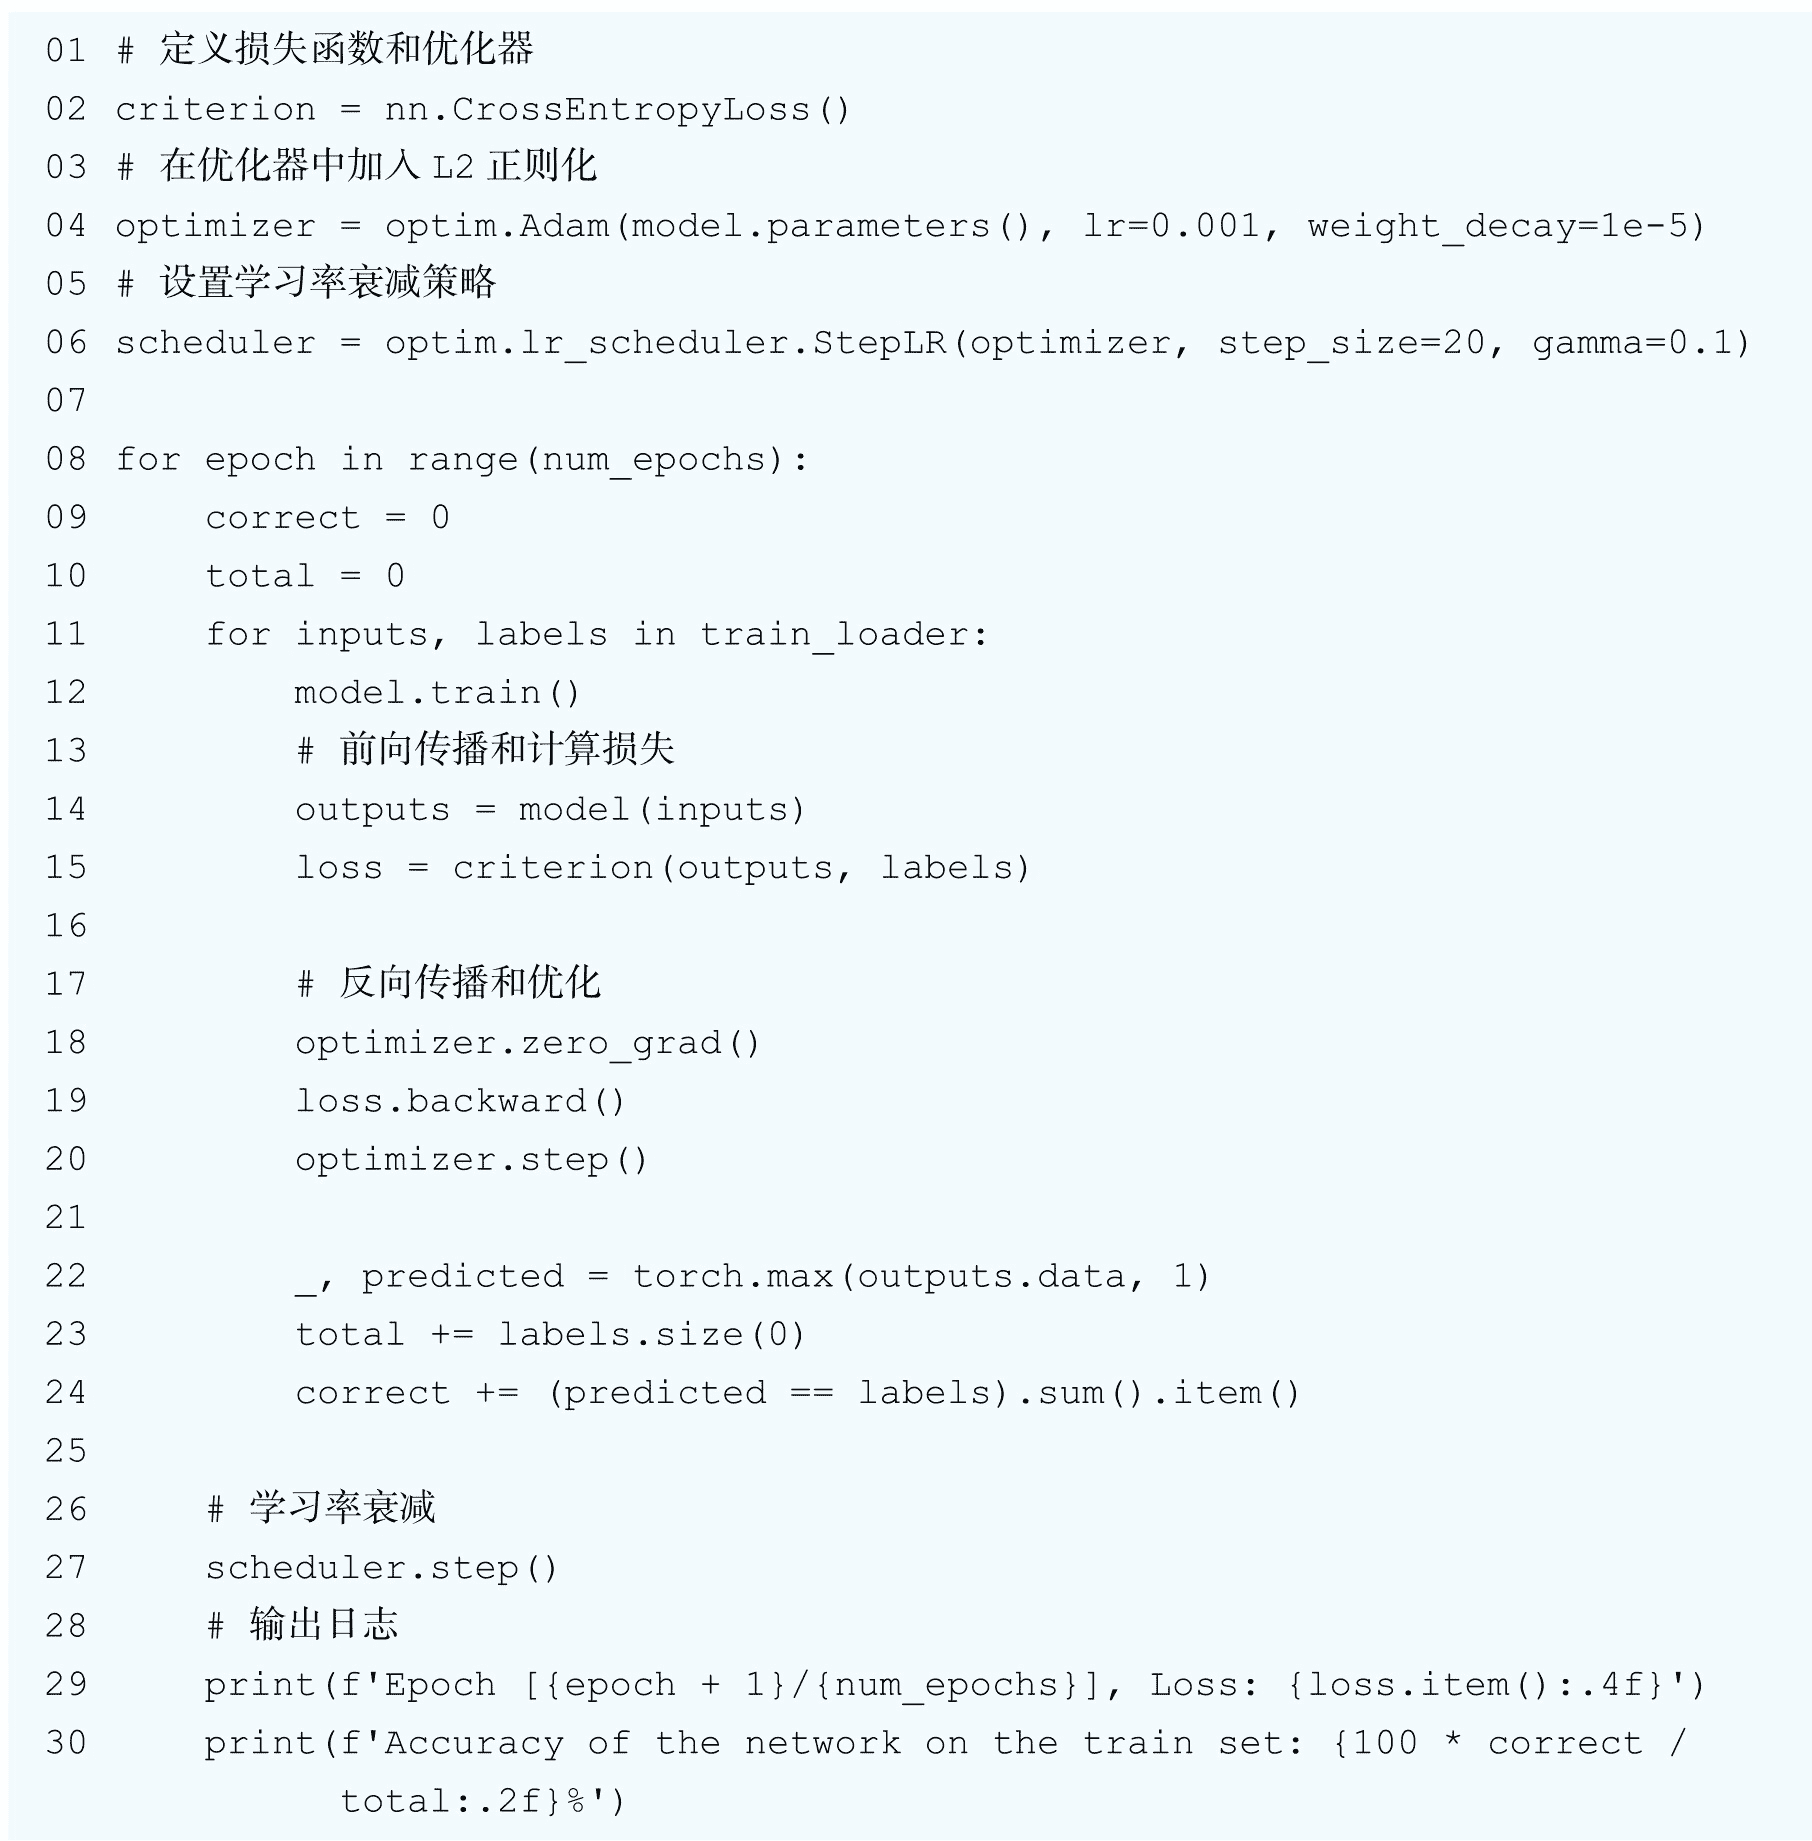 01 # 定义损失函数和优化器
02 criterion = nn.CrossEntropyLoss()
03 # 在优化器中加入 L2 正则化
04 optimizer = optim.Adam(model.parameters(), lr=0.001, weight_decay=1e-5)
05 # 设置学习率衰减策略
06 scheduler = optim.lr_scheduler.StepLR(optimizer, step_size=20, gamma=0.1)
07
08 for epoch in range(num_epochs):
09     correct = 0
10     total = 0
11     for inputs, labels in train_loader:
12         model.train()
13         # 前向传播和计算损失
14         outputs = model(inputs)
15         loss = criterion(outputs, labels)
16
17         # 反向传播和优化
18         optimizer.zero_grad()
19         loss.backward()
20         optimizer.step()
21
22         _, predicted = torch.max(outputs.data, 1)
23         total += labels.size(0)
24         correct += (predicted == labels).sum().item()
25
26     # 学习率衰减
27     scheduler.step()
28     # 输出日志
29     print(f'Epoch [{epoch + 1}/{num_epochs}], Loss: {loss.item():.4f}')
30     print(f'Accuracy of the network on the train set: {100 * correct /
           total:.2f}%')